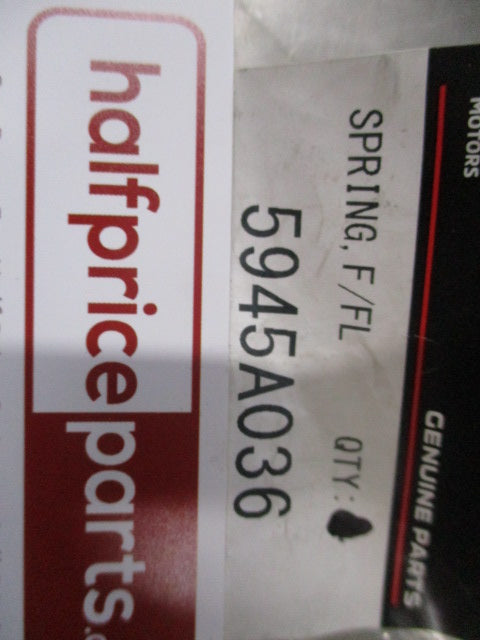 MOTORS
GENUINE PARTS
SPRING, F/FL QTY:
5945A036
halfpriceparts.